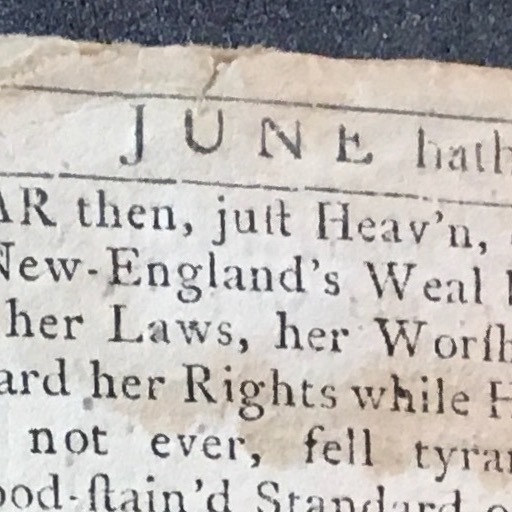 JUNE hath
AR then, juſt Heav'n,
New-England's Weal
her Laws, her Worſh
ard her Rights while H
not ever, fell tyra
ood-ſtain'd Standard o